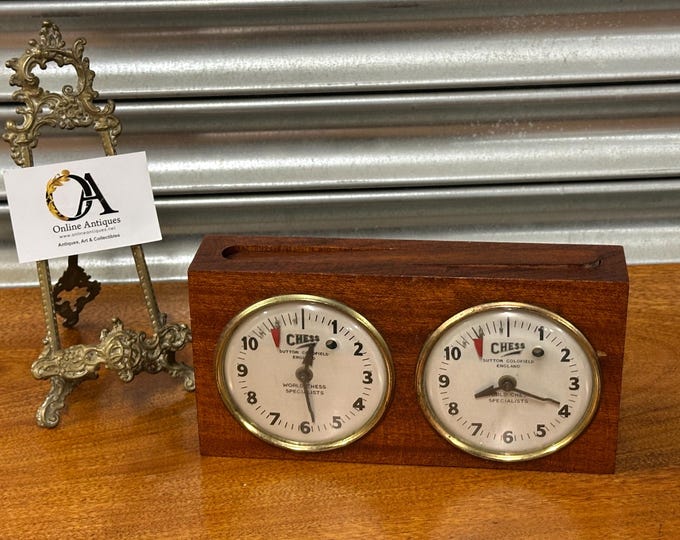 OA
Online Antiques
www.onlineantiques.net
Antiques, Art & Collectibles
CHESS
SUTTON COLDFIELD
ENGLAND
WORLD CHESS
SPECIALISTS
1
2
3
4
5
6
7
8
9
10
CHESS
SUTTON COLDFIELD
ENGLAND
WORLD CHESS
SPECIALISTS
1
2
3
4
5
6
7
8
9
10